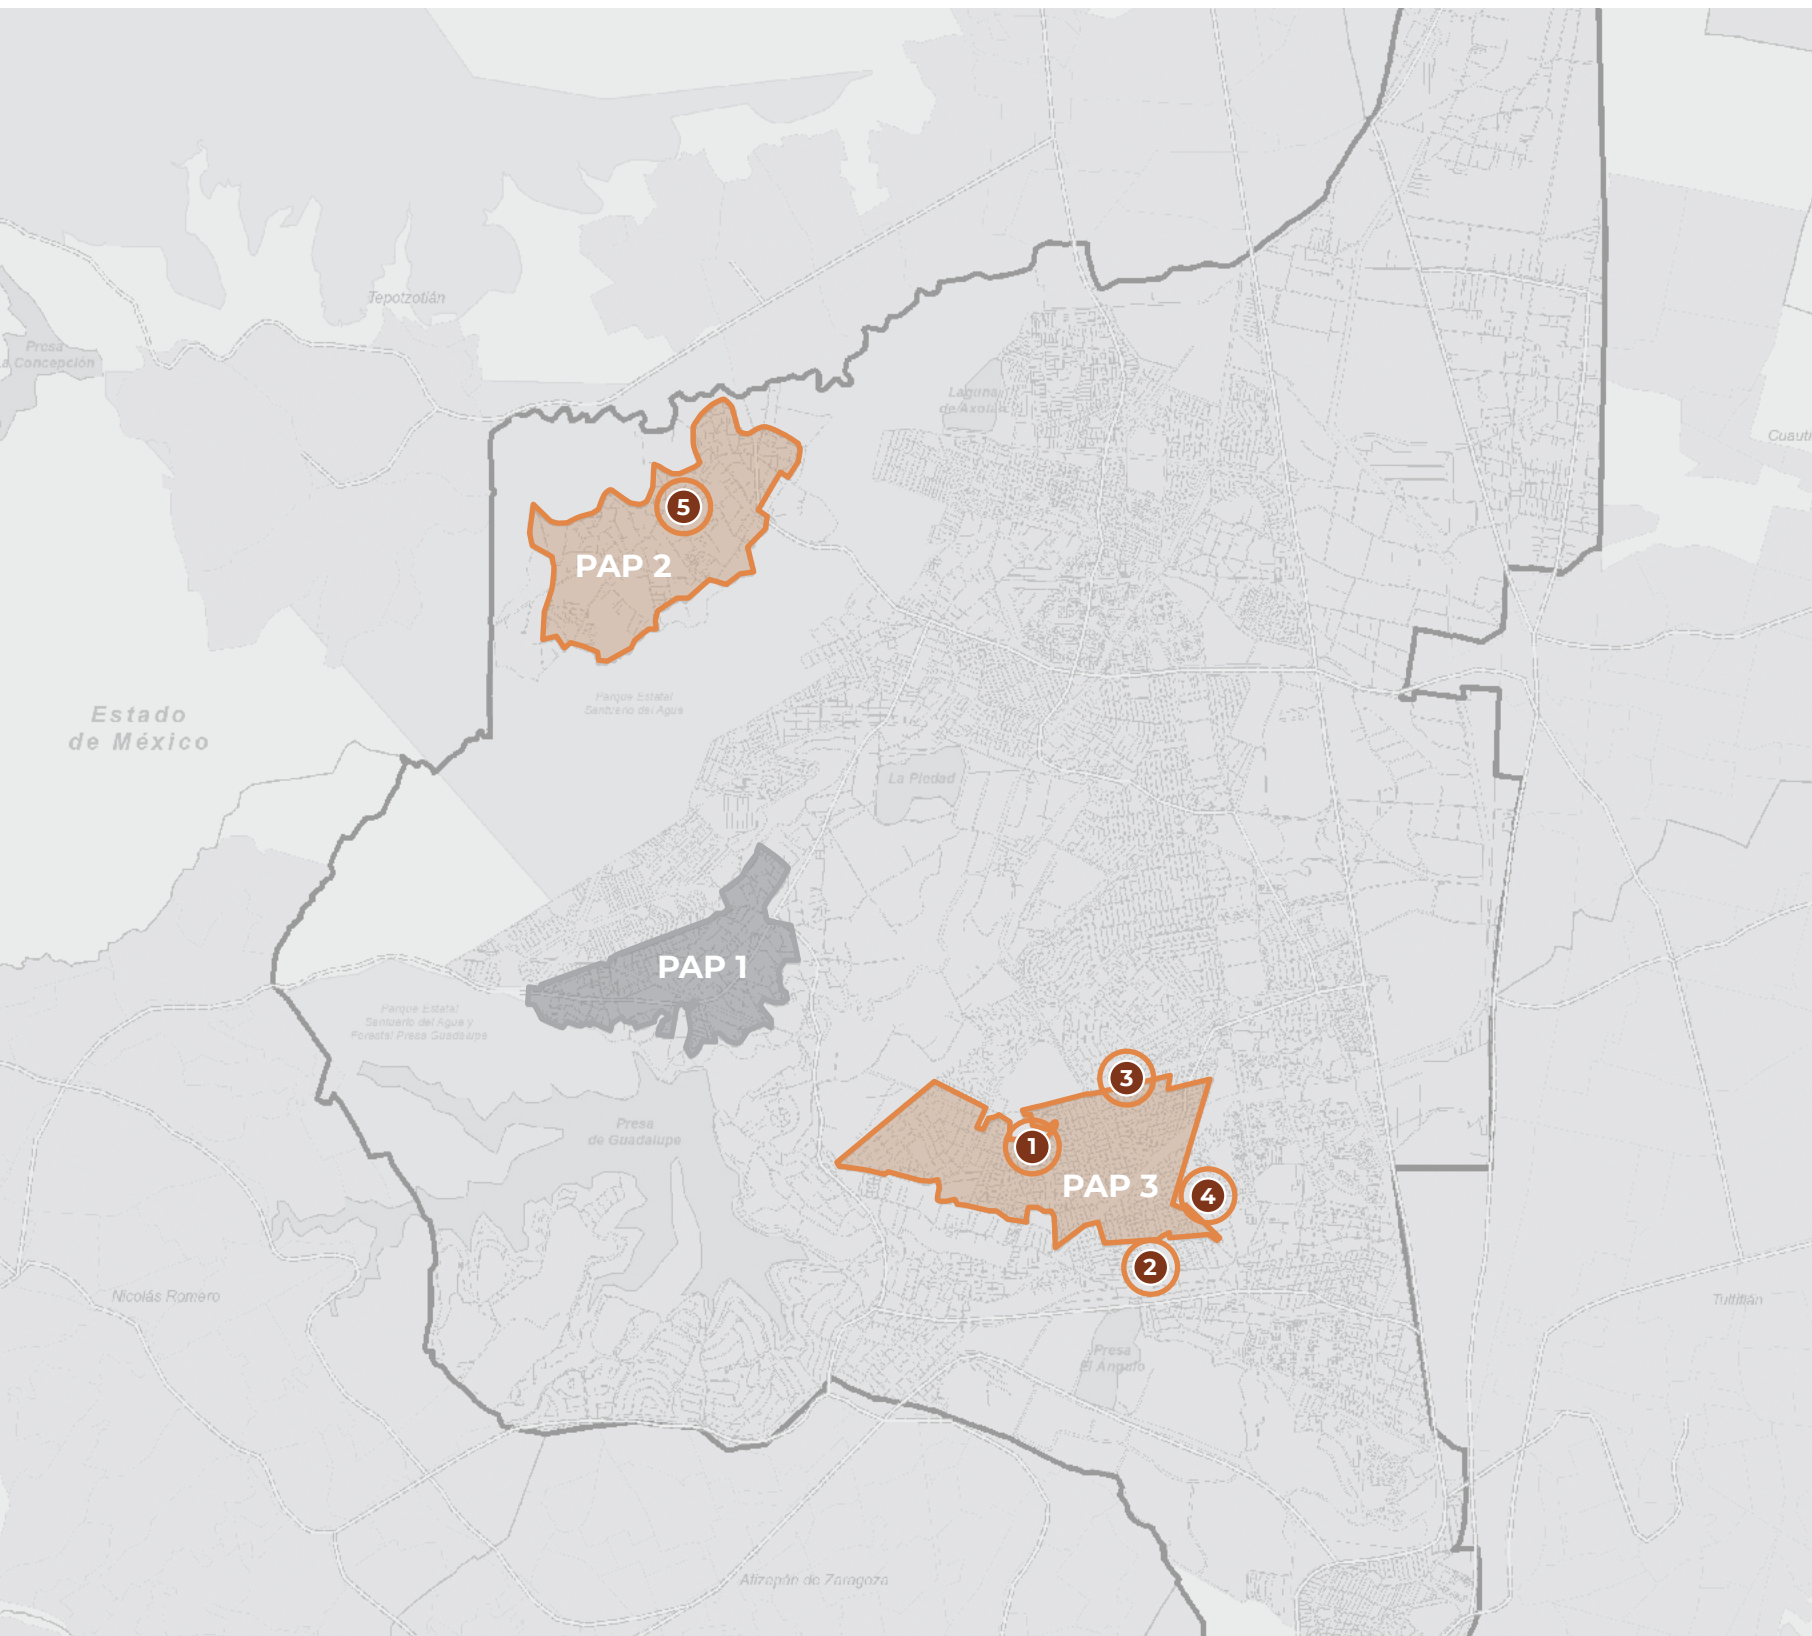 Tepotzotlán
Presa
a Concepción
Laguna
de Axotlán
Cuauti
5
PAP 2
Parque Estatal
Santuario del Agua
Estado
de México
La Piedad
PAP 1
Parque Estatal
Santuario del Agua y
Forestal Presa Guadalupe
3
Presa
de Guadalupe
1
PAP 3
4
2
Nicolás Romero
Tultitlán
Presa
El Angulo
Atizapán de Zaragoza